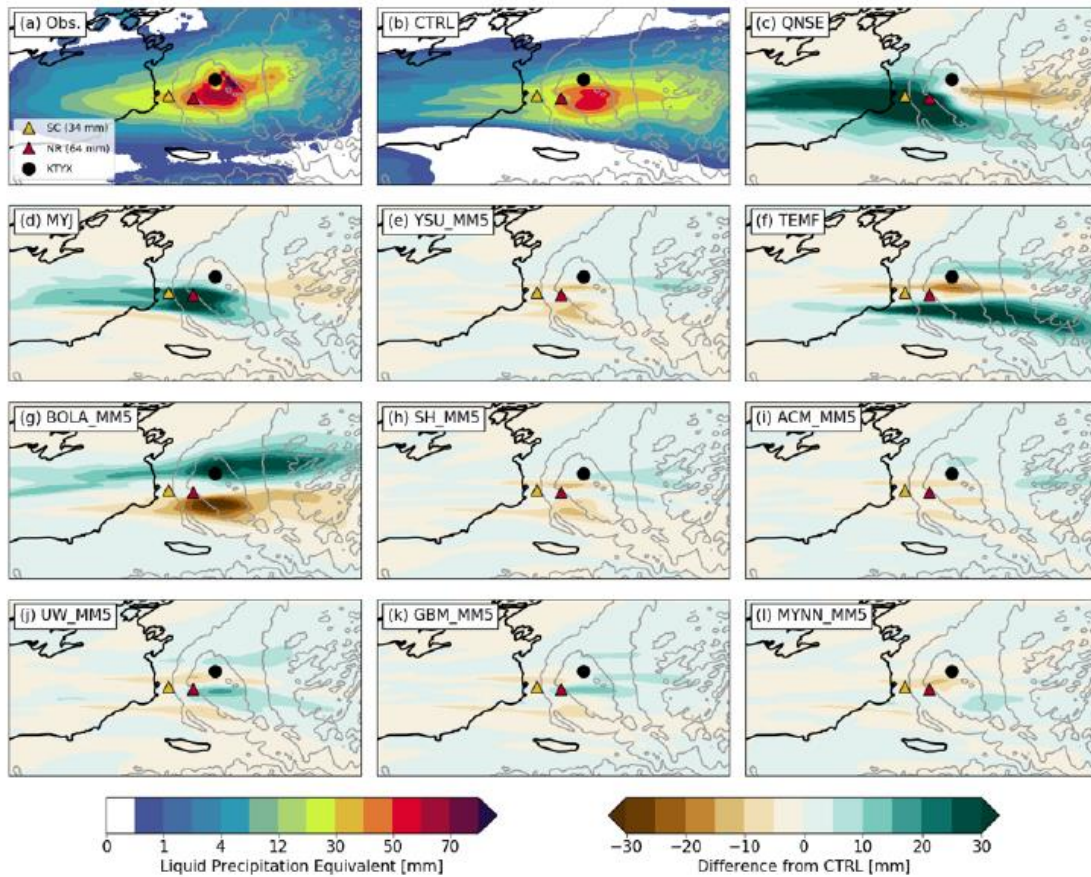 (a) Obs.
(b) CTRL
(c) QNSE
SC (34 mm)
NR (64 mm)
KTYX
(d) MYJ
(e) YSU_MM5
(f) TEMF
(g) BOLA_MM5
(h) SH_MM5
(i) ACM_MM5
(j) UW_MM5
(k) GBM_MM5
(l) MYNN_MM5
0 1 4 12 30 50 70
Liquid Precipitation Equivalent [mm]
−30 −20 −10 0 10 20 30
Difference from CTRL [mm]